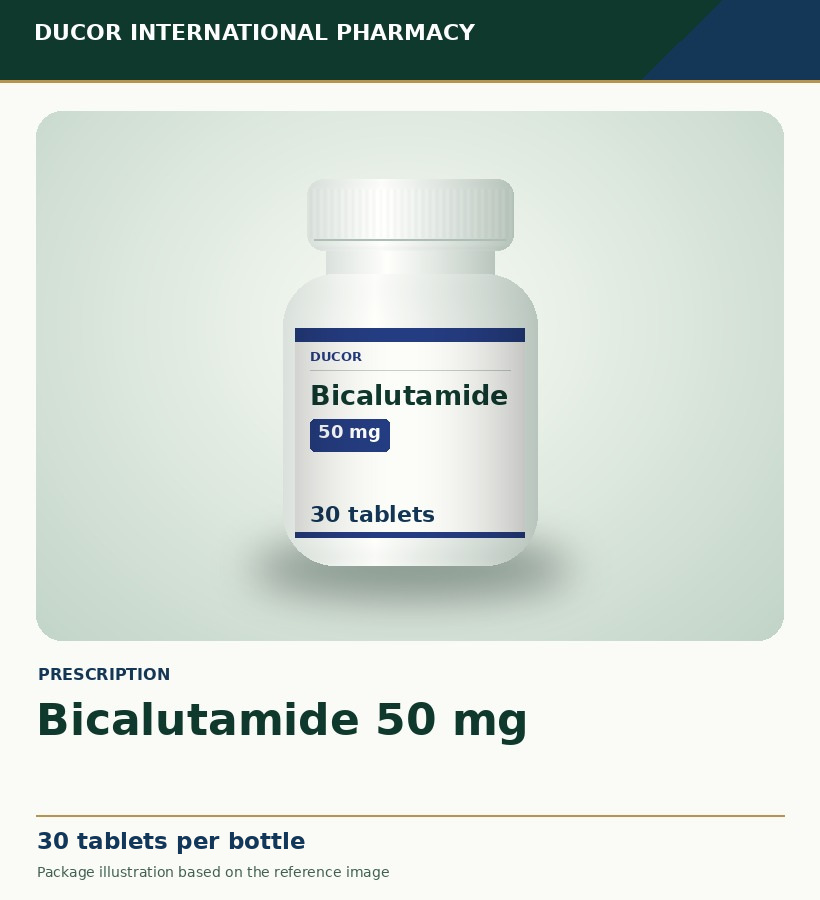 DUCOR INTERNATIONAL PHARMACY
DUCOR
Bicalutamide
50 mg
30 tablets
PRESCRIPTION
Bicalutamide 50 mg
30 tablets per bottle
Package illustration based on the reference image